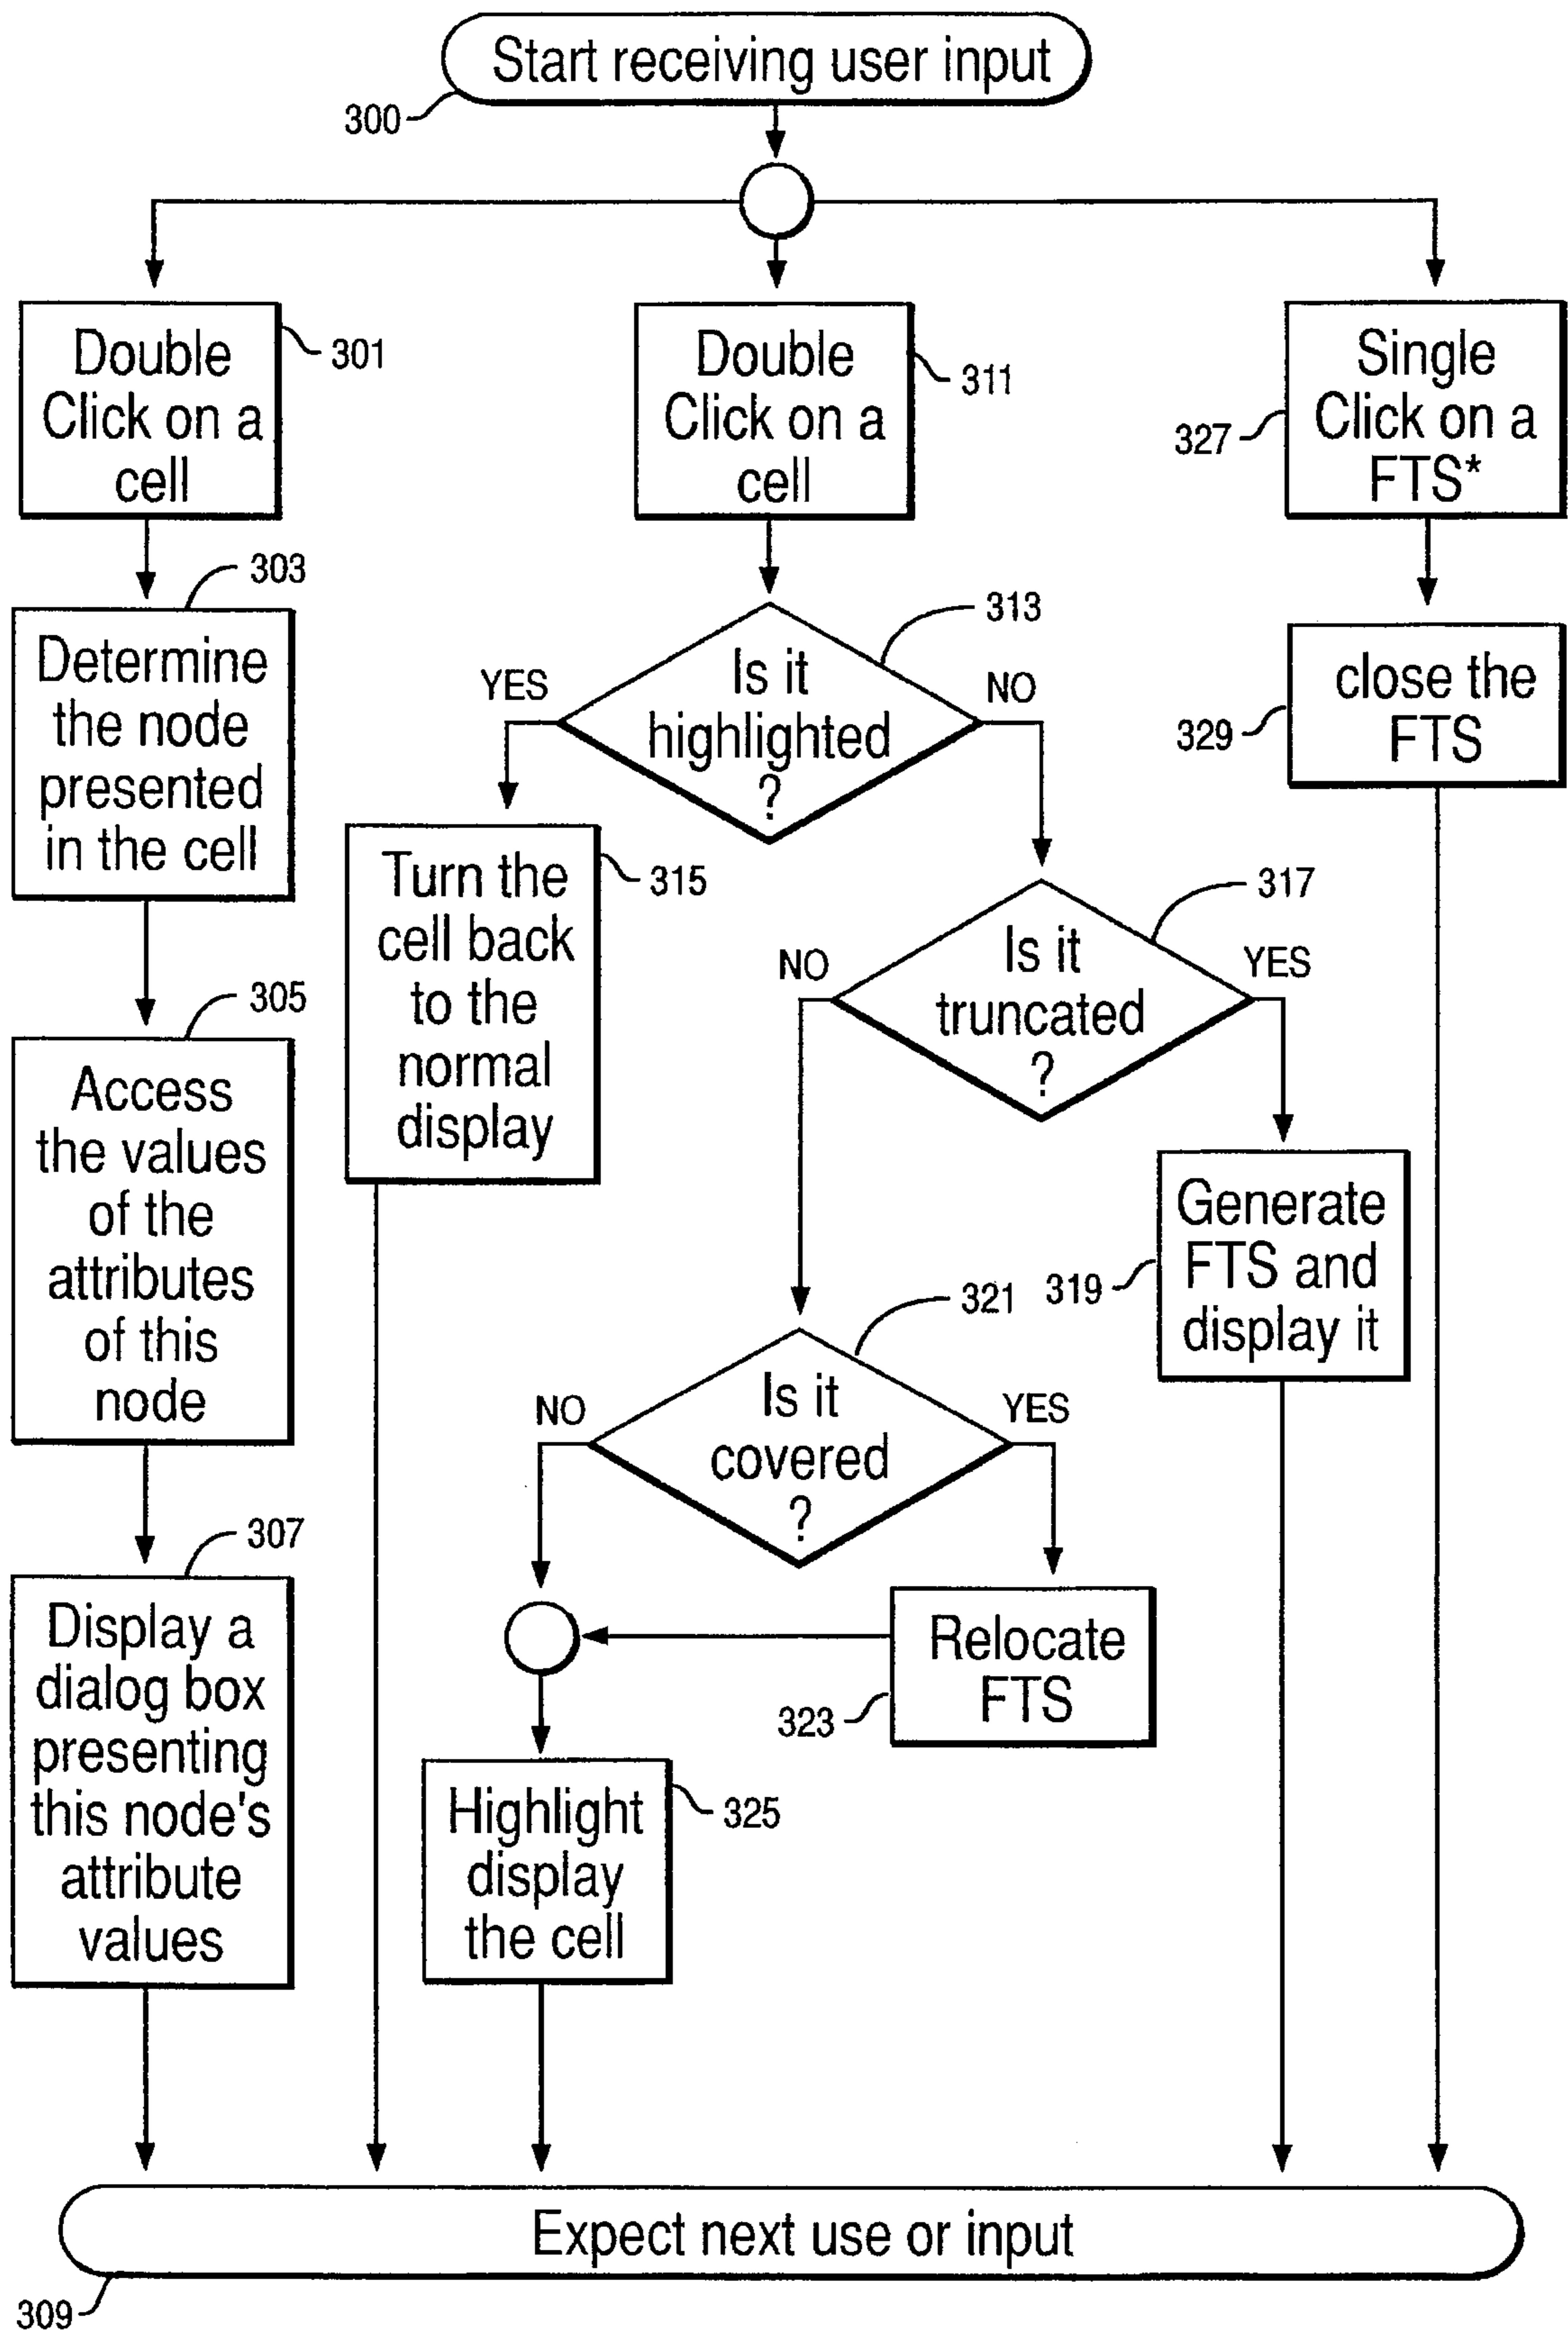 Start receiving user input
300
Double
Click on a
cell
301
Double
Click on a
cell
311
Single
Click on a
FTS*
327
303
Determine
the node
presented
in the cell
313
Is it
highlighted
?
YES
NO
close the
FTS
329
Turn the
cell back
to the
normal
display
315
317
Is it
truncated
?
NO
YES
305
Access
the values
of the
attributes
of this
node
Generate
FTS and
display it
319
321
Is it
covered
?
NO
YES
307
Display a
dialog box
presenting
this node's
attribute
values
Relocate
FTS
323
Highlight
display
the cell
325
Expect next use or input
309